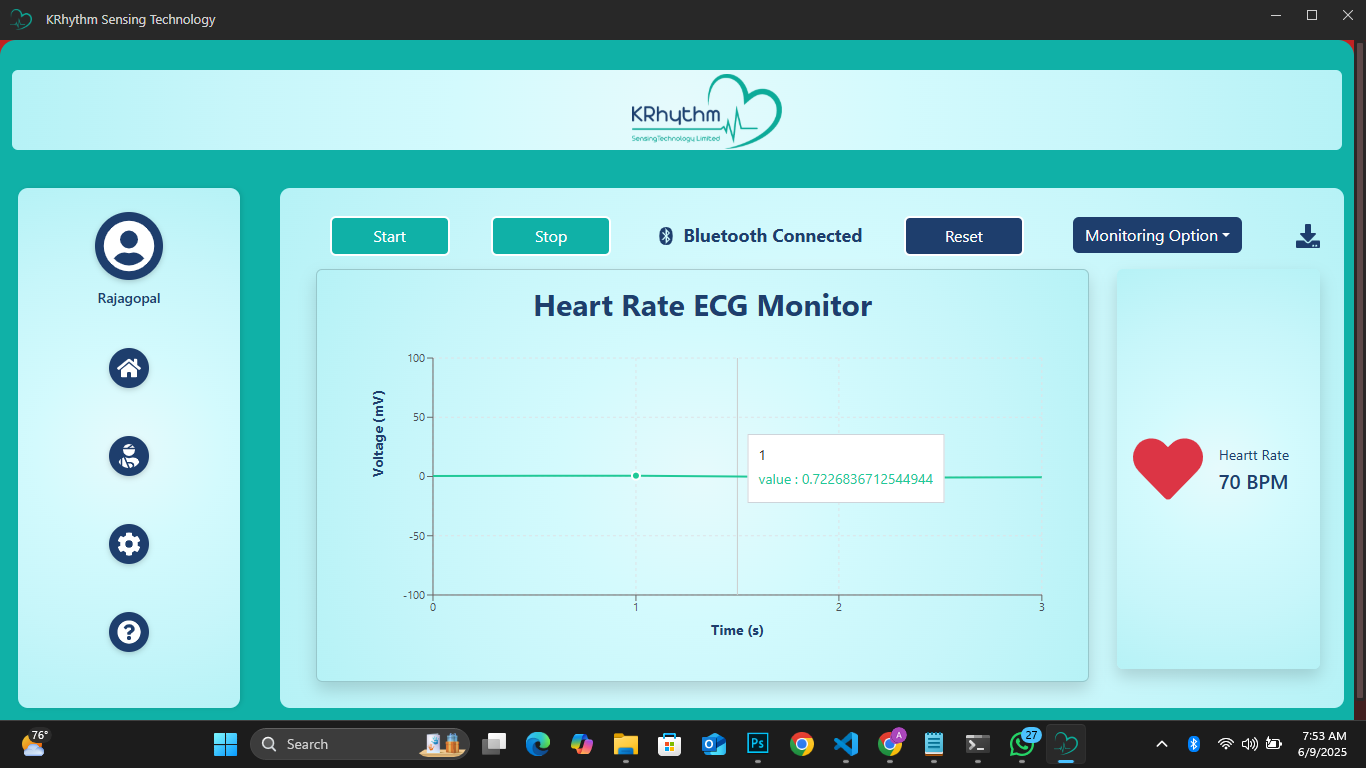 KRhythm Sensing Technology
KRhythm
SensingTechnology Limited
Rajagopal
Start
Stop
Bluetooth Connected
Reset
Monitoring Option
Heart Rate ECG Monitor
Voltage (mV)
100
50
0
-50
-100
0
1
2
3
Time (s)
1
value : 0.7226836712544944
Heartt Rate
70 BPM
76°
Search
Ps
A
27
7:53 AM
6/9/2025